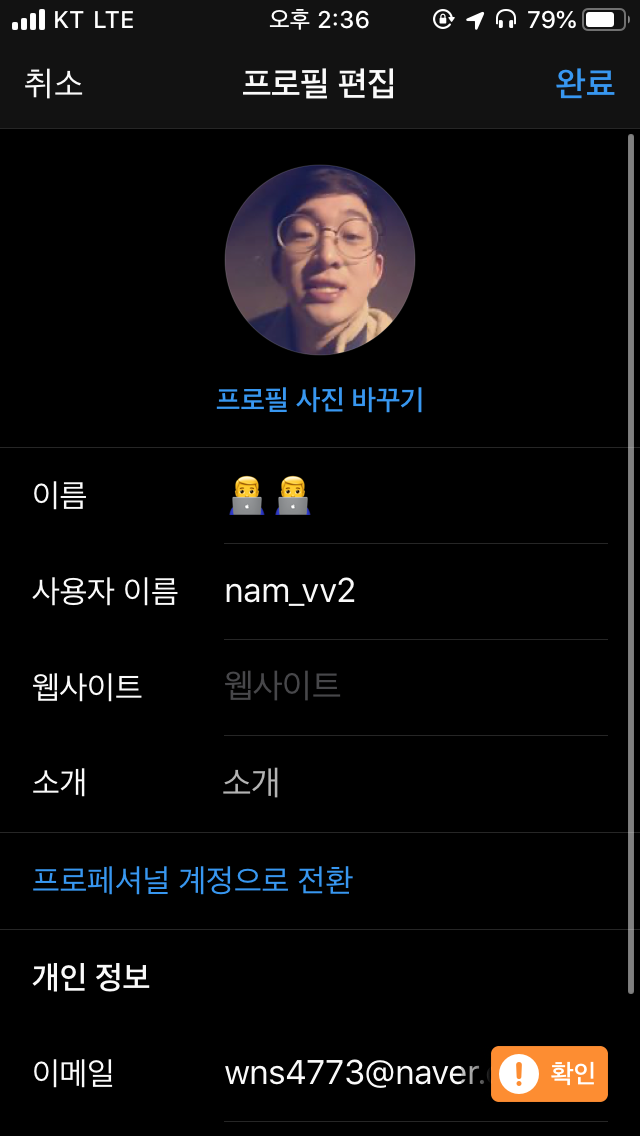 KT LTE 오후 2:36 79%
취소 프로필 편집 완료
프로필 사진 바꾸기
이름 👨‍💻👨‍💻
사용자 이름 nam_vv2
웹사이트 웹사이트
소개 소개
프로페셔널 계정으로 전환
개인 정보
이메일 wns4773@naver. 확인